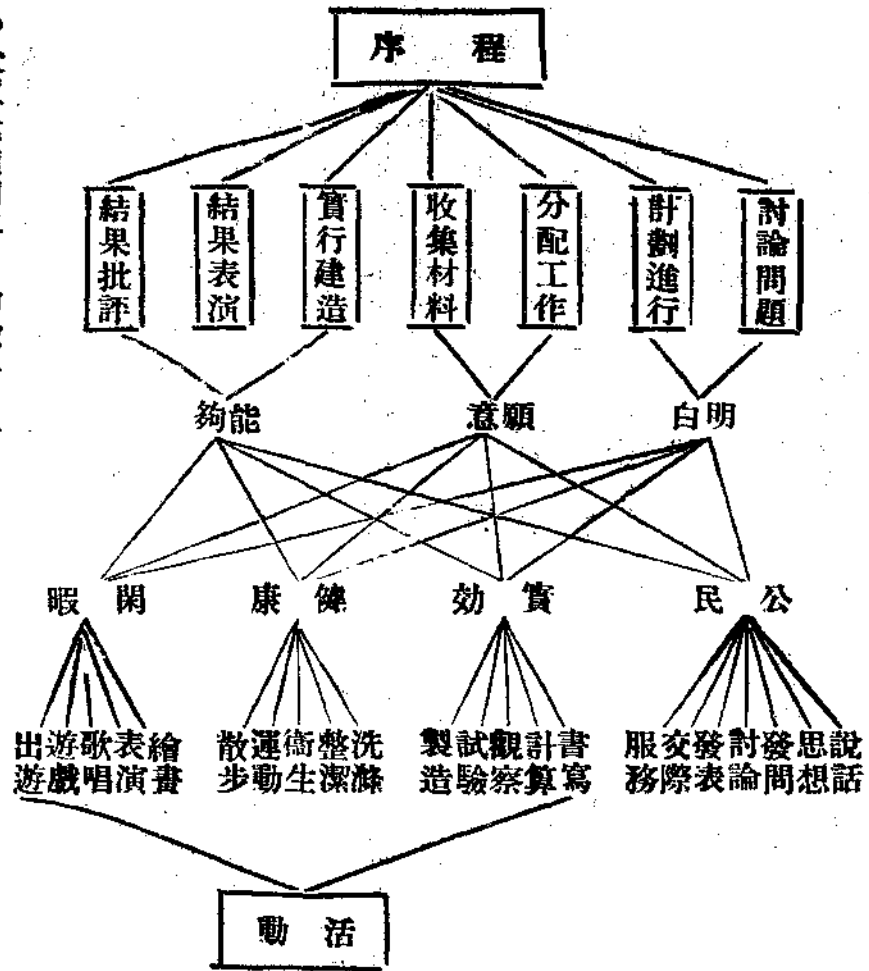 程序
討論問題
計劃進行
分配工作
收集材料
實行建造
結果表演
結果批評
明白
願意
能夠
公民
實効
健康
閑暇
說話
思想
發問
討論
發表
交際
服務
書寫
計算
觀察
試驗
製造
洗滌
整潔
衞生
運動
散步
繪畫
表演
歌唱
遊戲
出遊
活動